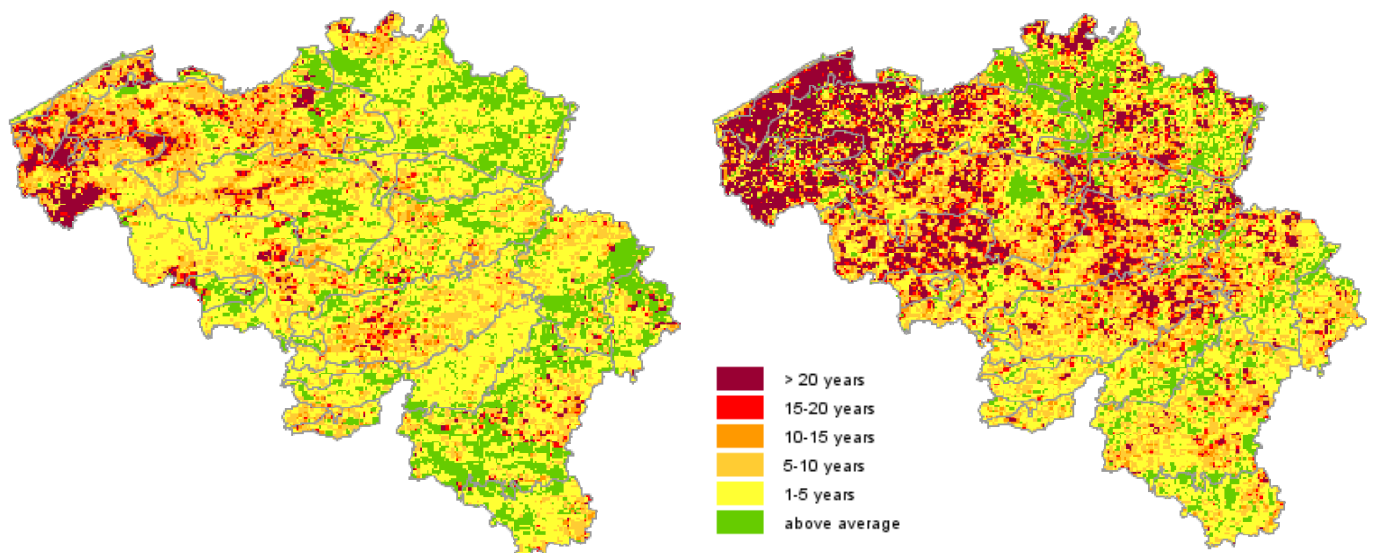 > 20 years
15-20 years
10-15 years
5-10 years
1-5 years
above average